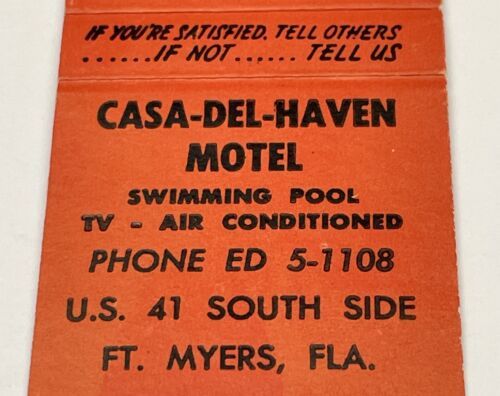 IF YOU'RE SATISFIED, TELL OTHERS
......IF NOT...... TELL US
CASA-DEL-HAVEN
MOTEL
SWIMMING POOL
TV - AIR CONDITIONED
PHONE ED 5-1108
U.S. 41 SOUTH SIDE
FT. MYERS, FLA.